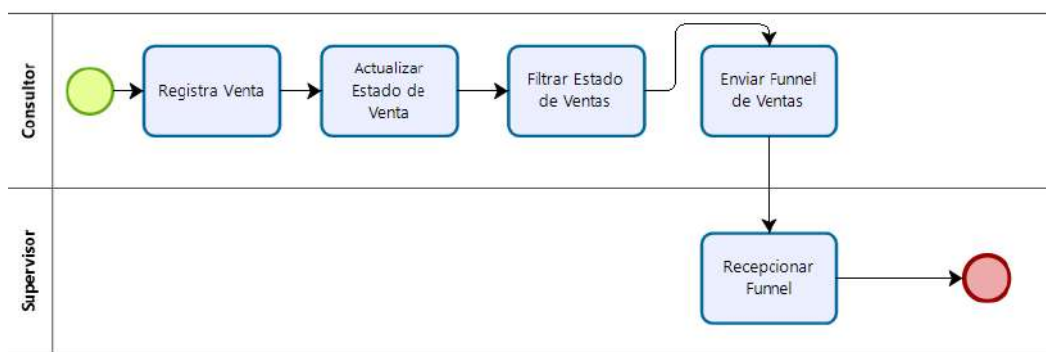 Consultor
Registra Venta
Actualizar
Estado de
Venta
Filtrar Estado
de Ventas
Enviar Funnel
de Ventas
Supervisor
Recepcionar
Funnel